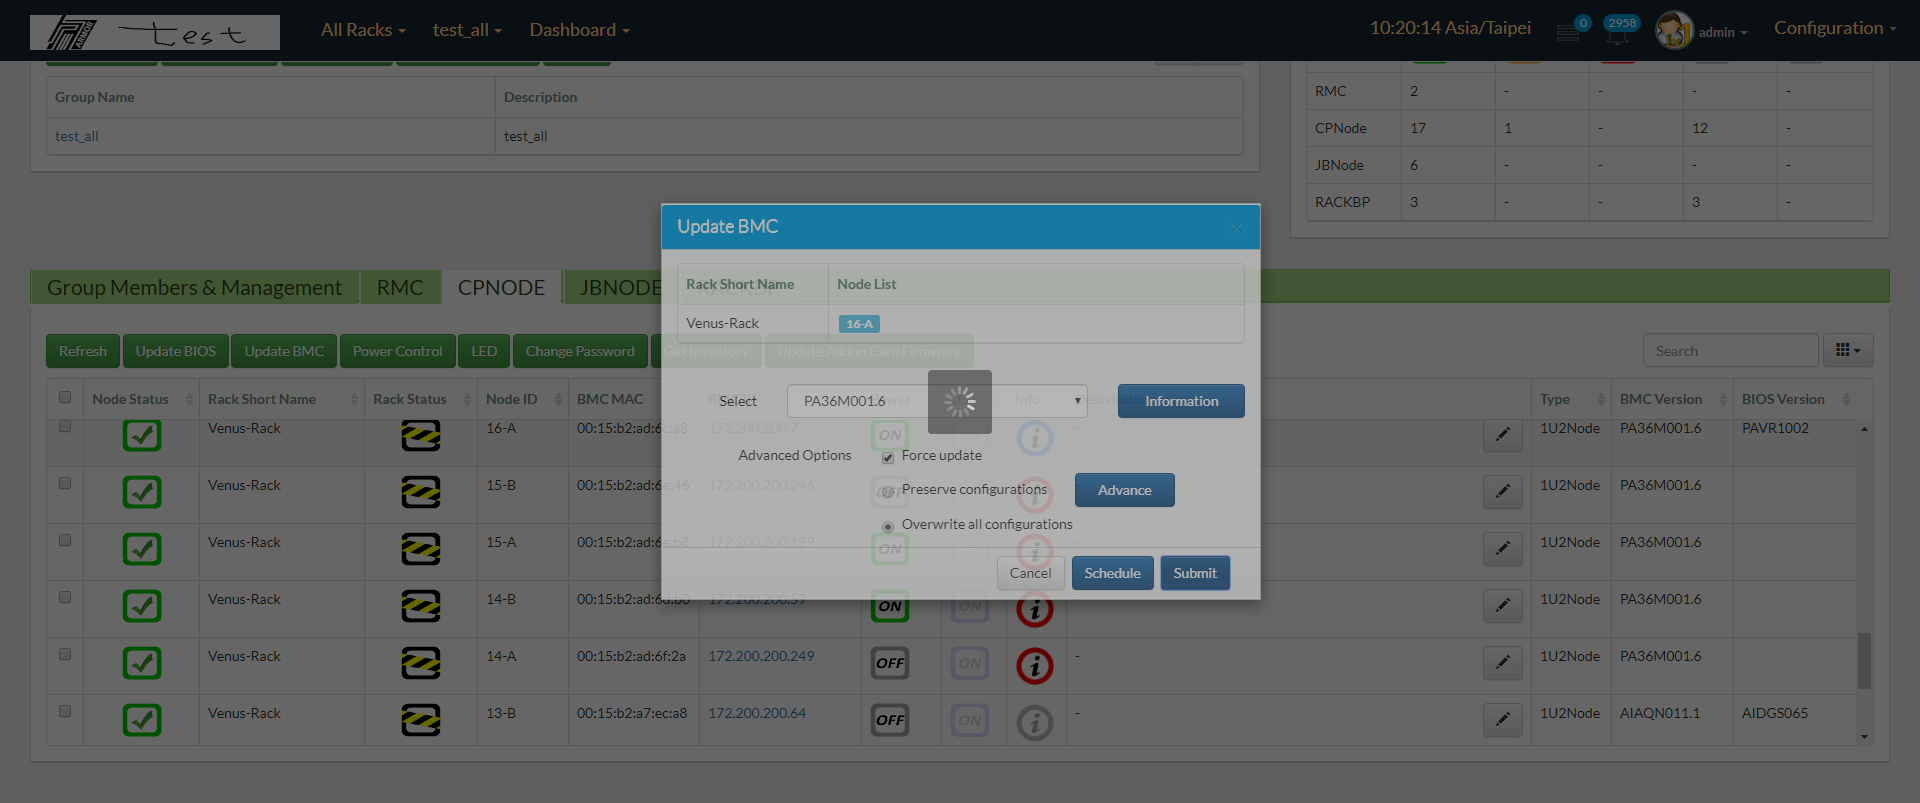 ARMOR test All Racks test_all Dashboard 10:20:14 Asia/Taipei 0 2958 admin Configuration
Group Name Description
test_all test_all
RMC 2 - - - -
CPNode 17 1 - 12 -
JBNode 6 - - - -
RACKBP 3 - - 3 -
Group Members & Management RMC CPNODE JBNODE
Refresh Update BIOS Update BMC Power Control LED Change Password Get Inventory Update Addon Card Firmware Search
Node Status Rack Short Name Rack Status Node ID BMC MAC Info Description Type BMC Version BIOS Version
Venus-Rack 16-A 00:15:b2:ad:6c:a8 172.200.200.7 ON - 1U2Node PA36M001.6 PAVR1002
Venus-Rack 15-B 00:15:b2:ad:6e:46 172.200.200.246 OFF - 1U2Node PA36M001.6
Venus-Rack 15-A 00:15:b2:ad:6e:b8 172.200.200.199 ON - 1U2Node PA36M001.6
Venus-Rack 14-B 00:15:b2:ad:6d:b0 172.200.200.59 ON ON 1U2Node PA36M001.6
Venus-Rack 14-A 00:15:b2:ad:6f:2a 172.200.200.249 OFF ON - 1U2Node PA36M001.6
Venus-Rack 13-B 00:15:b2:a7:ec:a8 172.200.200.64 OFF ON - 1U2Node AIAQN011.1 AIDGS065
Update BMC
Rack Short Name Node List
Venus-Rack 16-A
Select PA36M001.6 Information
Advanced Options Force update
Preserve configurations Advance
Overwrite all configurations
Cancel Schedule Submit